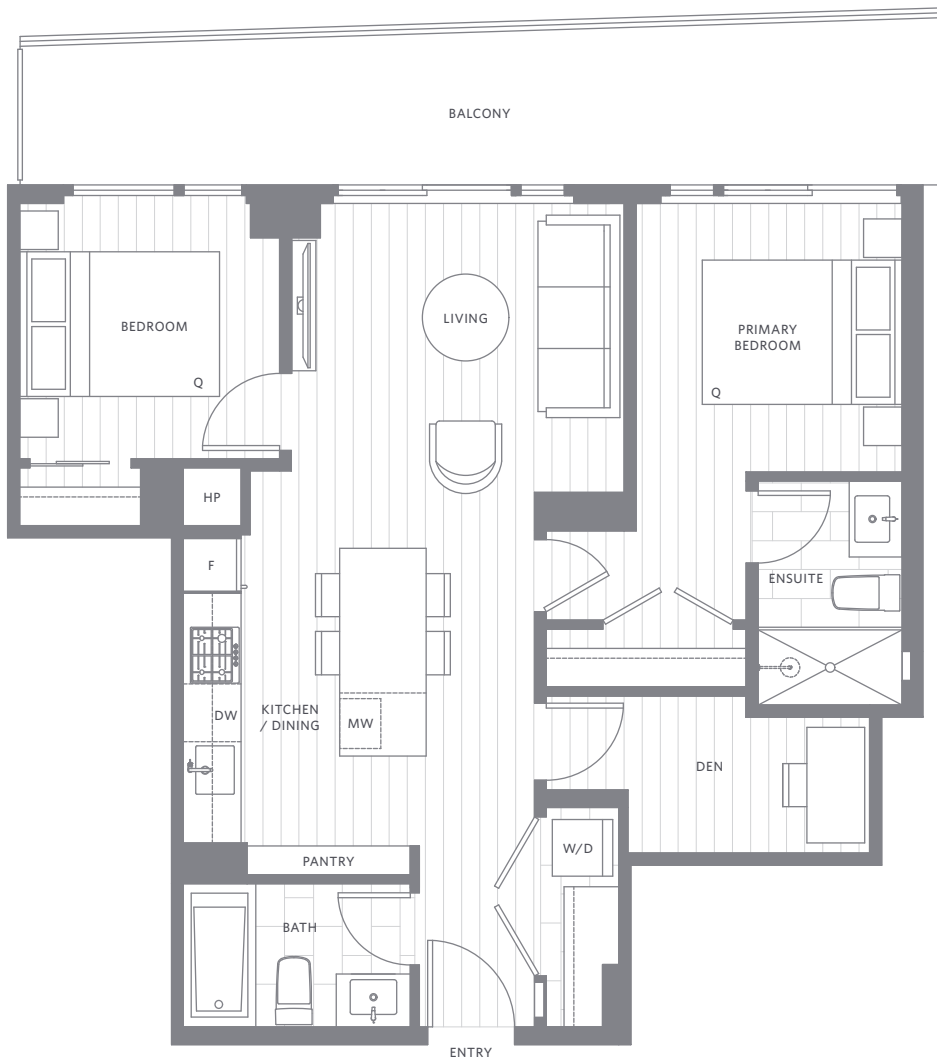 BALCONY
BEDROOM
Q
LIVING
PRIMARY
BEDROOM
Q
HP
F
ENSUITE
DW
KITCHEN
/ DINING
MW
DEN
PANTRY
W/D
BATH
ENTRY